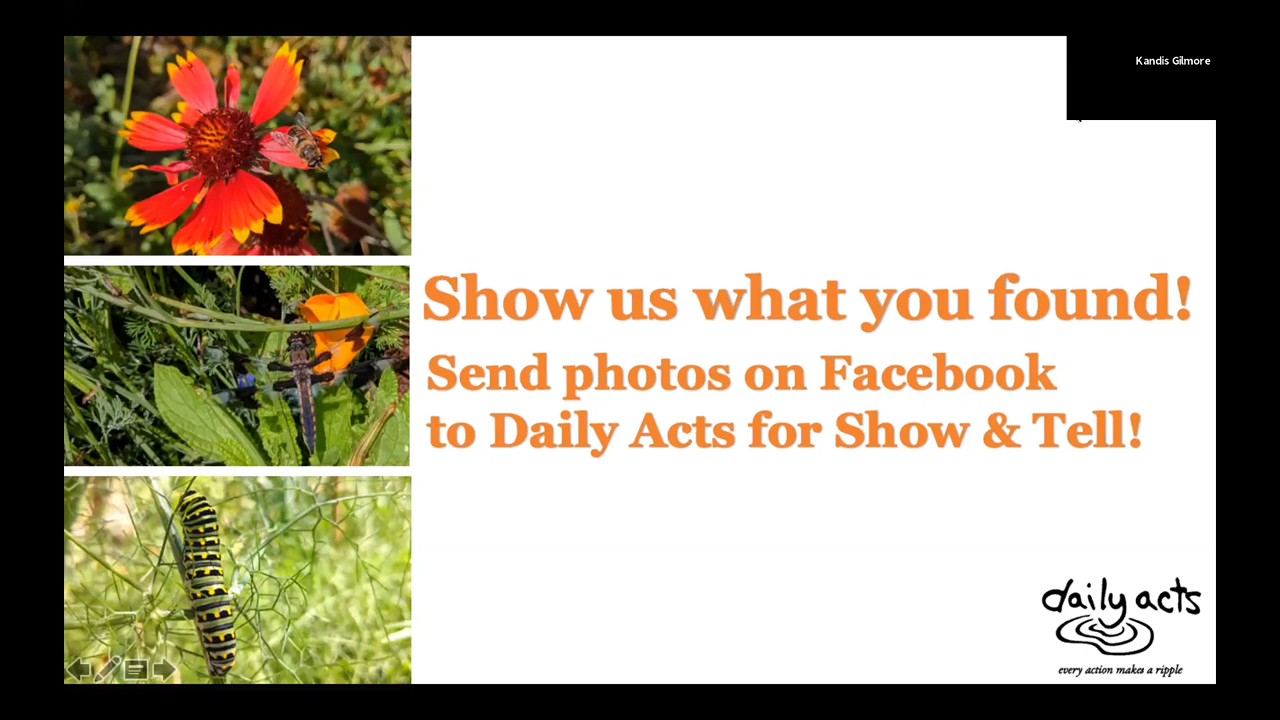 Kandis Gilmore
Show us what you found!
Send photos on Facebook
to Daily Acts for Show & Tell!
daily acts
every action makes a ripple